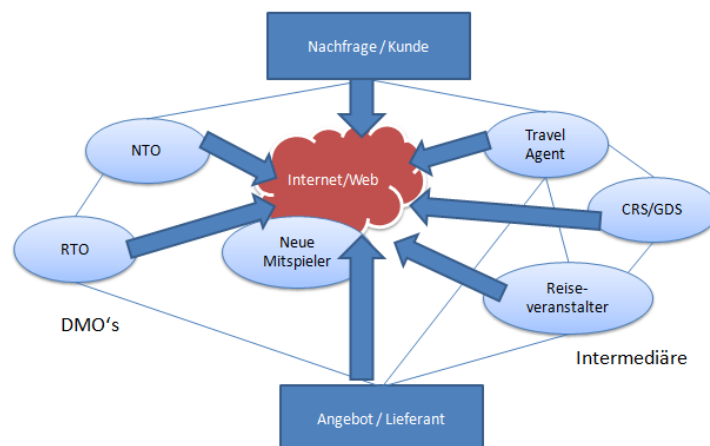 Nachfrage / Kunde
NTO
Travel
Agent
Internet/Web
CRS/GDS
RTO
Neue
Mitspieler
Reise-
veranstalter
DMO‘s
Intermediäre
Angebot / Lieferant